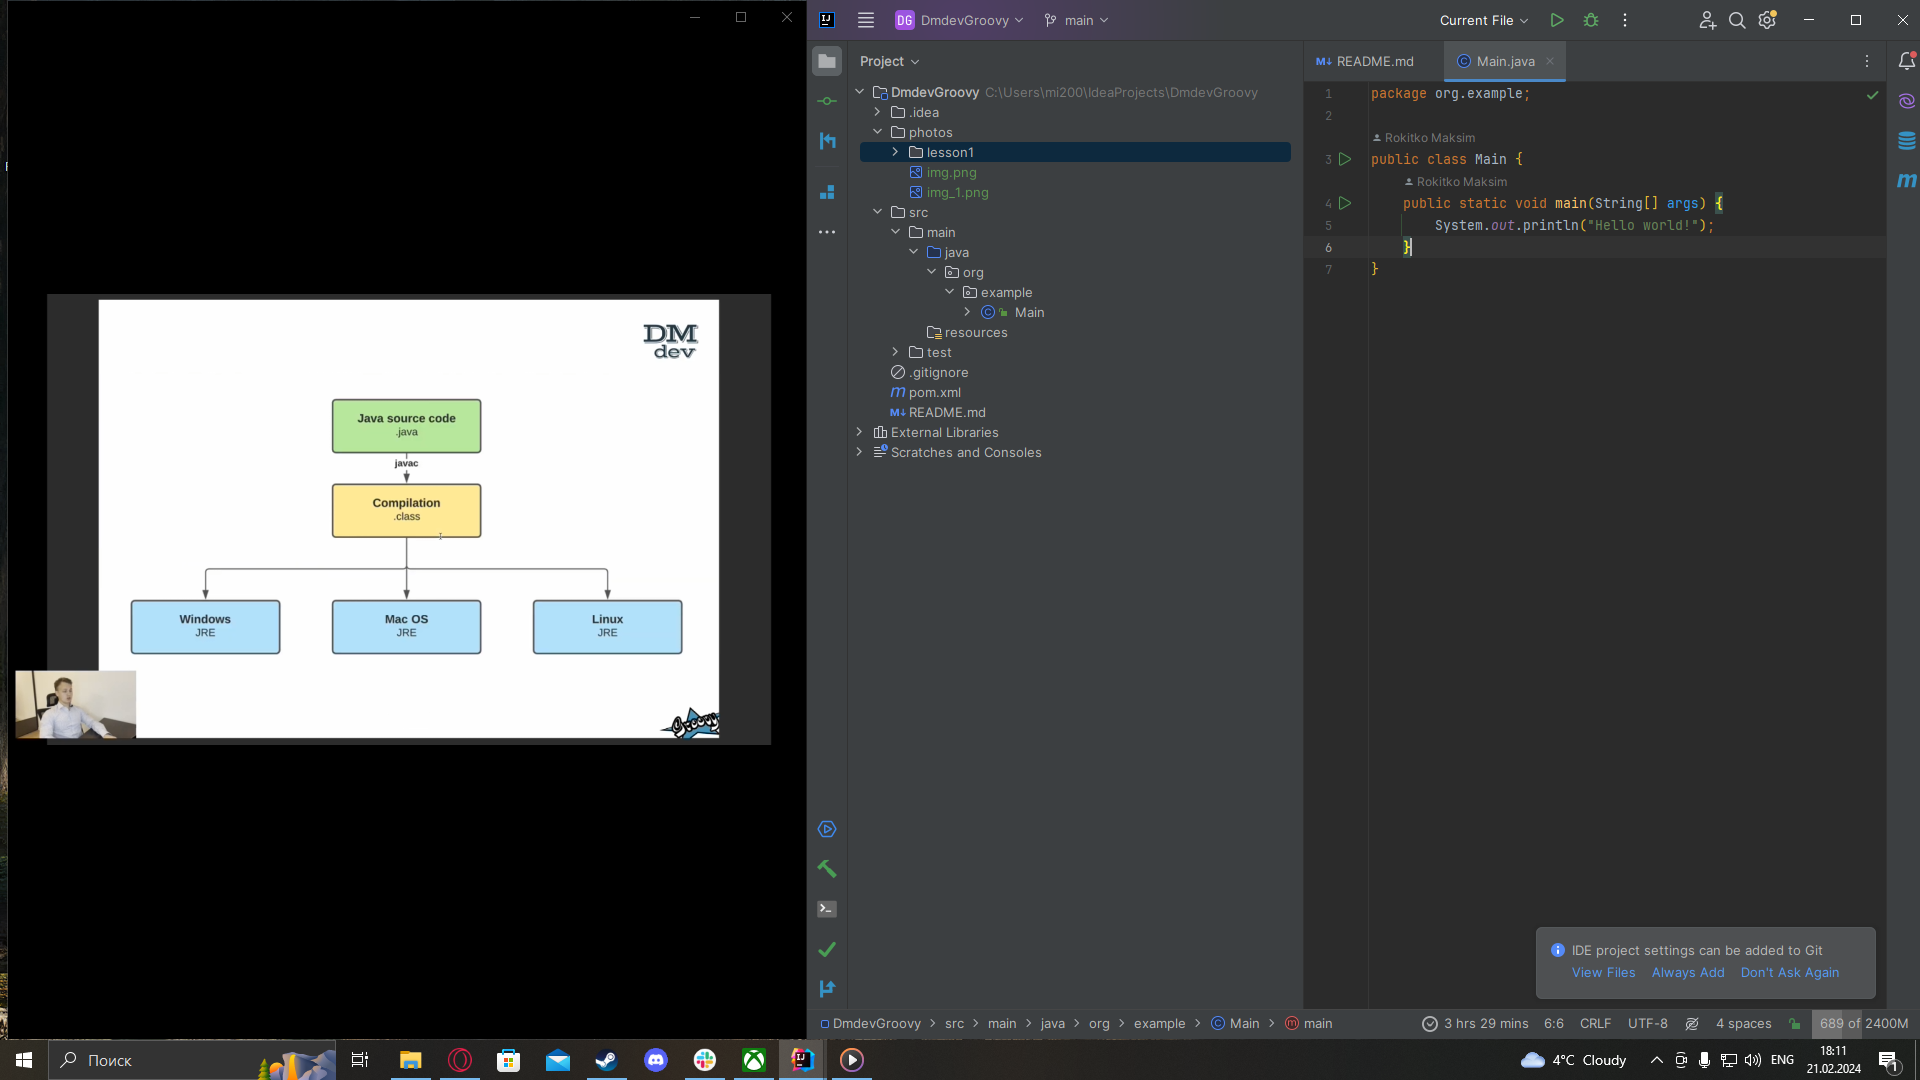 DM
dev
Java source code
.java
javac
Compilation
.class
Windows
JRE
Mac OS
JRE
Linux
JRE
Groovy
IJ
DG DmdevGroovy
main
Current File
Project
DmdevGroovy C:\Users\mi200\IdeaProjects\DmdevGroovy
.idea
photos
lesson1
img.png
img_1.png
src
main
java
org
example
Main
resources
test
.gitignore
pom.xml
README.md
External Libraries
Scratches and Consoles
README.md
Main.java
1 package org.example;
2
Rokitko Maksim
3 public class Main {
Rokitko Maksim
4 public static void main(String[] args) {
5 System.out.println("Hello world!");
6 }
7 }
IDE project settings can be added to Git
View Files Always Add Don't Ask Again
DmdevGroovy > src > main > java > org > example > Main > main
3 hrs 29 mins 6:6 CRLF UTF-8 4 spaces 689 of 2400M
Поиск
4°C Cloudy
ENG
18:11
21.02.2024
1